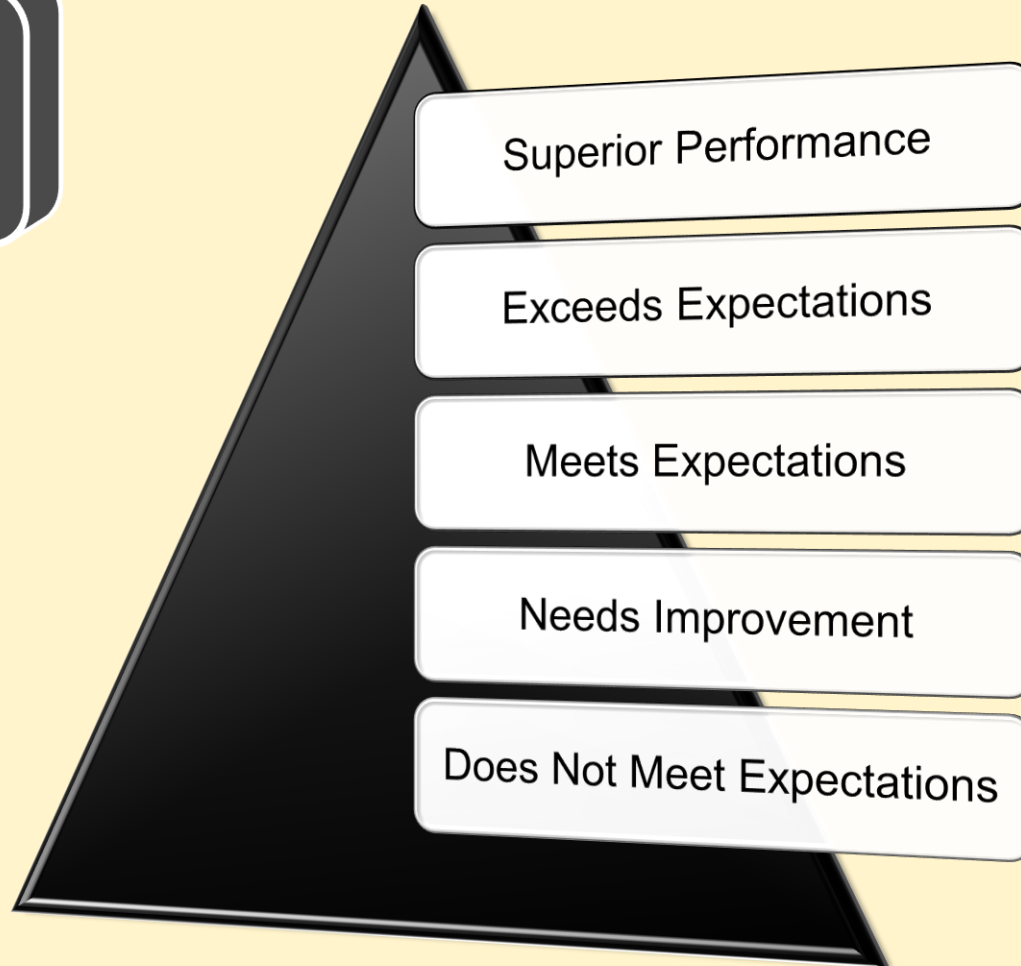 Superior Performance
Exceeds Expectations
Meets Expectations
Needs Improvement
Does Not Meet Expectations